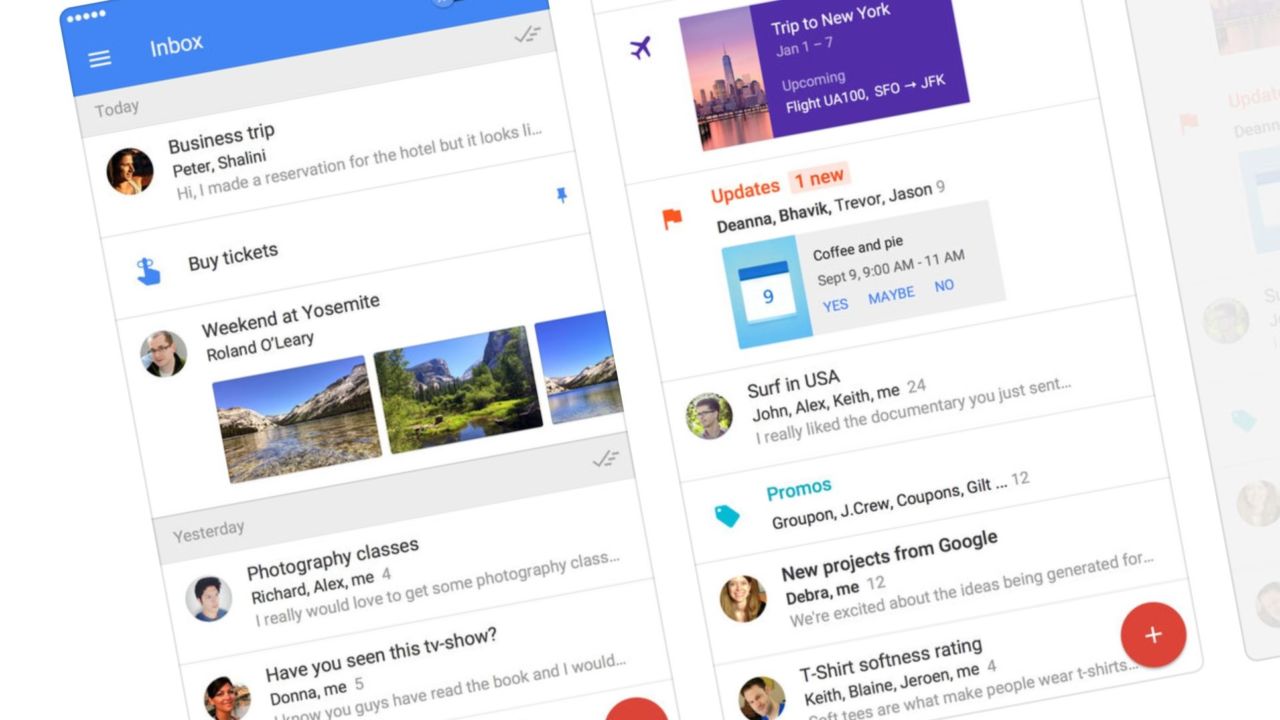 Inbox
Today
Business trip
Peter, Shalini
Hi, I made a reservation for the hotel but it looks li...
Buy tickets
Weekend at Yosemite
Roland O'Leary
Yesterday
Photography classes
Richard, Alex, me 4
I really would love to get some photography class...
Have you seen this tv-show?
Donna, me 5
I know you guys have read the book and I would...
Trip to New York
Jan 1 – 7
Upcoming
Flight UA100, SFO → JFK
Updates 1 new
Deanna, Bhavik, Trevor, Jason 9
9
Coffee and pie
Sept 9, 9:00 AM - 11 AM
YES MAYBE NO
Surf in USA
John, Alex, Keith, me 24
I really liked the documentary you just sent...
Promos
Groupon, J.Crew, Coupons, Gilt ... 12
New projects from Google
Debra, me 12
We're excited about the ideas being generated for...
T-Shirt softness rating
Keith, Blaine, Jeroen, me 4
Soft tees are what make people wear t-shirts...